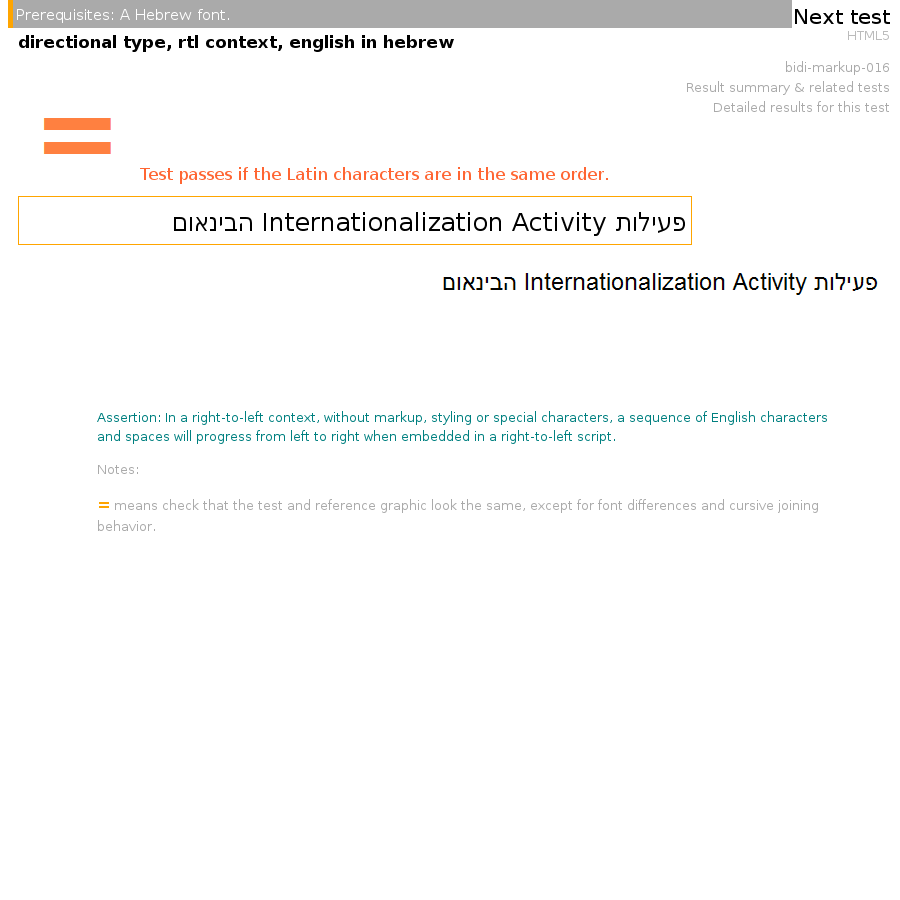 Prerequisites: A Hebrew font.
Next test
HTML5
directional type, rtl context, english in hebrew
bidi-markup-016
Result summary & related tests
Detailed results for this test
Test passes if the Latin characters are in the same order.
פעילות Internationalization Activity הבינאום
פעילות Internationalization Activity הבינאום
Assertion: In a right-to-left context, without markup, styling or special characters, a sequence of English characters
and spaces will progress from left to right when embedded in a right-to-left script.
Notes:
= means check that the test and reference graphic look the same, except for font differences and cursive joining
behavior.